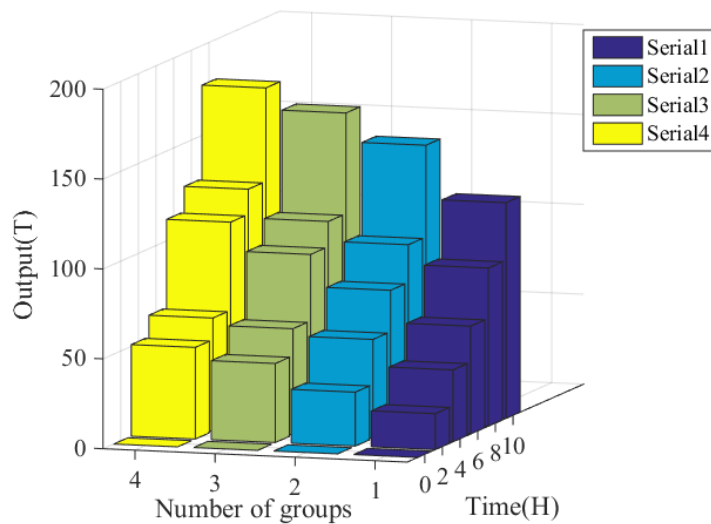 200
150
100
50
0
Output(T)
4
3
2
1
Number of groups
0
2
4
6
8
10
Time(H)
Serial1
Serial2
Serial3
Serial4